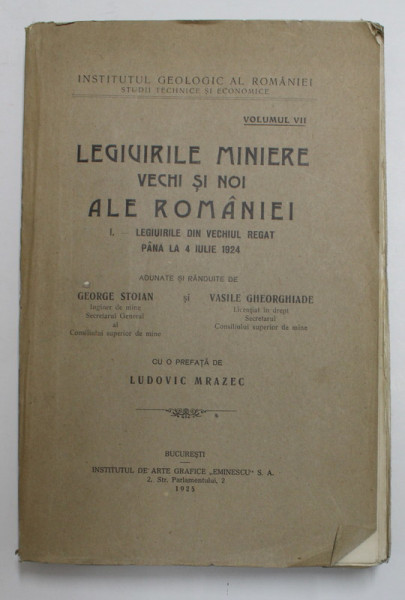 INSTITUTUL GEOLOGIC AL ROMÂNIEI
STUDII TECHNICE ȘI ECONOMICE
VOLUMUL VII
LEGIUIRILE MINIERE
VECHI ȘI NOI
ALE ROMÂNIEI
I. – LEGIUIRILE DIN VECHIUL REGAT
PÂNĂ LA 4 IULIE 1924
ADUNATE ȘI RÂNDUITE DE
GEORGE STOIAN și VASILE GHEORGHIADE
Inginer de mine Licențiat în drept
Secretarul General Secretarul
al Consiliului superior de mine
Consiliului superior de mine
CU O PREFAȚĂ DE
LUDOVIC MRAZEC
BUCUREȘTI
INSTITUTUL DE ARTE GRAFICE „EMINESCU" S. A.
2, Str. Parlamentului, 2
1925